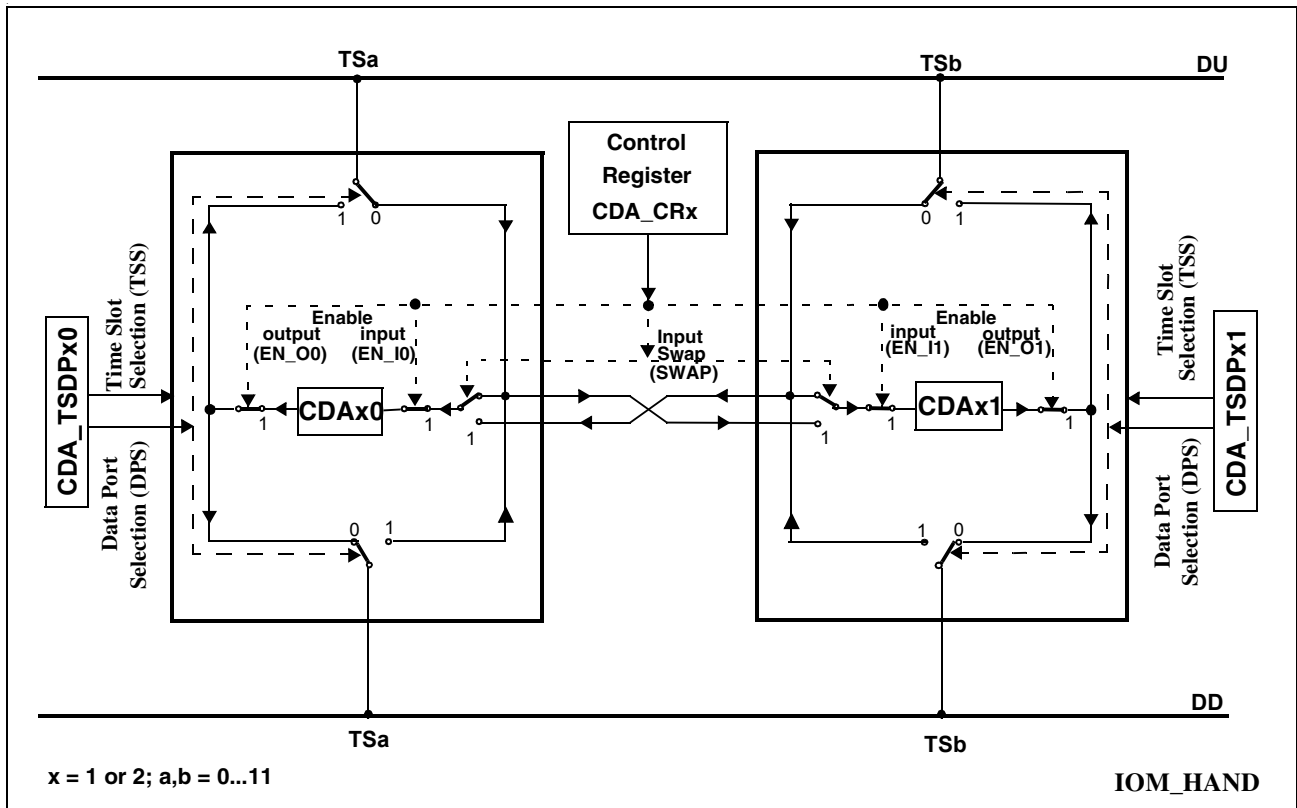 TSa
TSb
DU
Control
Register
CDA_CRx
1
0
0
1
Time Slot
Selection (TSS)
Time Slot
Selection (TSS)
Enable
output
(EN_O0)
input
(EN_I0)
Input
Swap
(SWAP)
Enable
input
(EN_I1)
output
(EN_O1)
CDA_TSDPx0
CDAx0
CDAx1
CDA_TSDPx1
1
1
1
1
1
1
Data Port
Selection (DPS)
Data Port
Selection (DPS)
0
1
1
0
DD
TSa
TSb
x = 1 or 2; a,b = 0...11
IOM_HAND